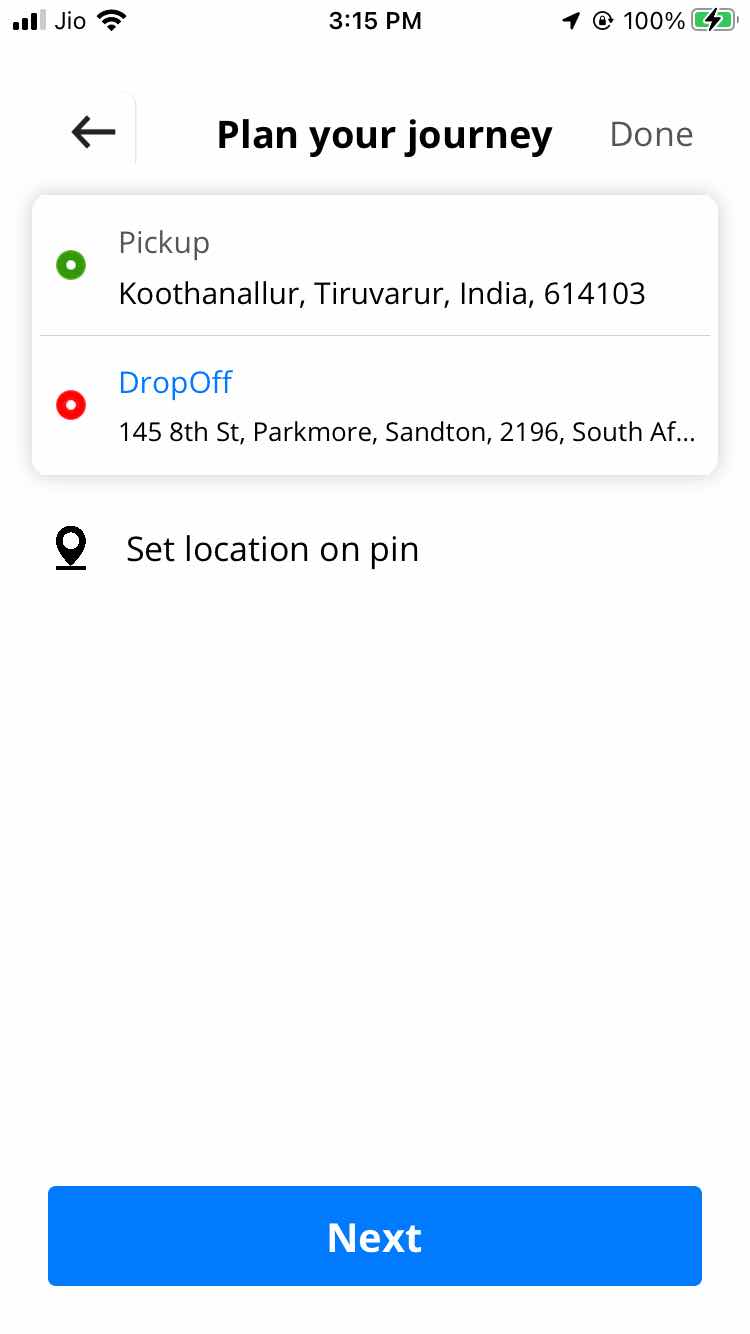 Jio 3:15 PM 100%
Plan your journey Done
Pickup
Koothanallur, Tiruvarur, India, 614103
DropOff
145 8th St, Parkmore, Sandton, 2196, South Af...
Set location on pin
Next